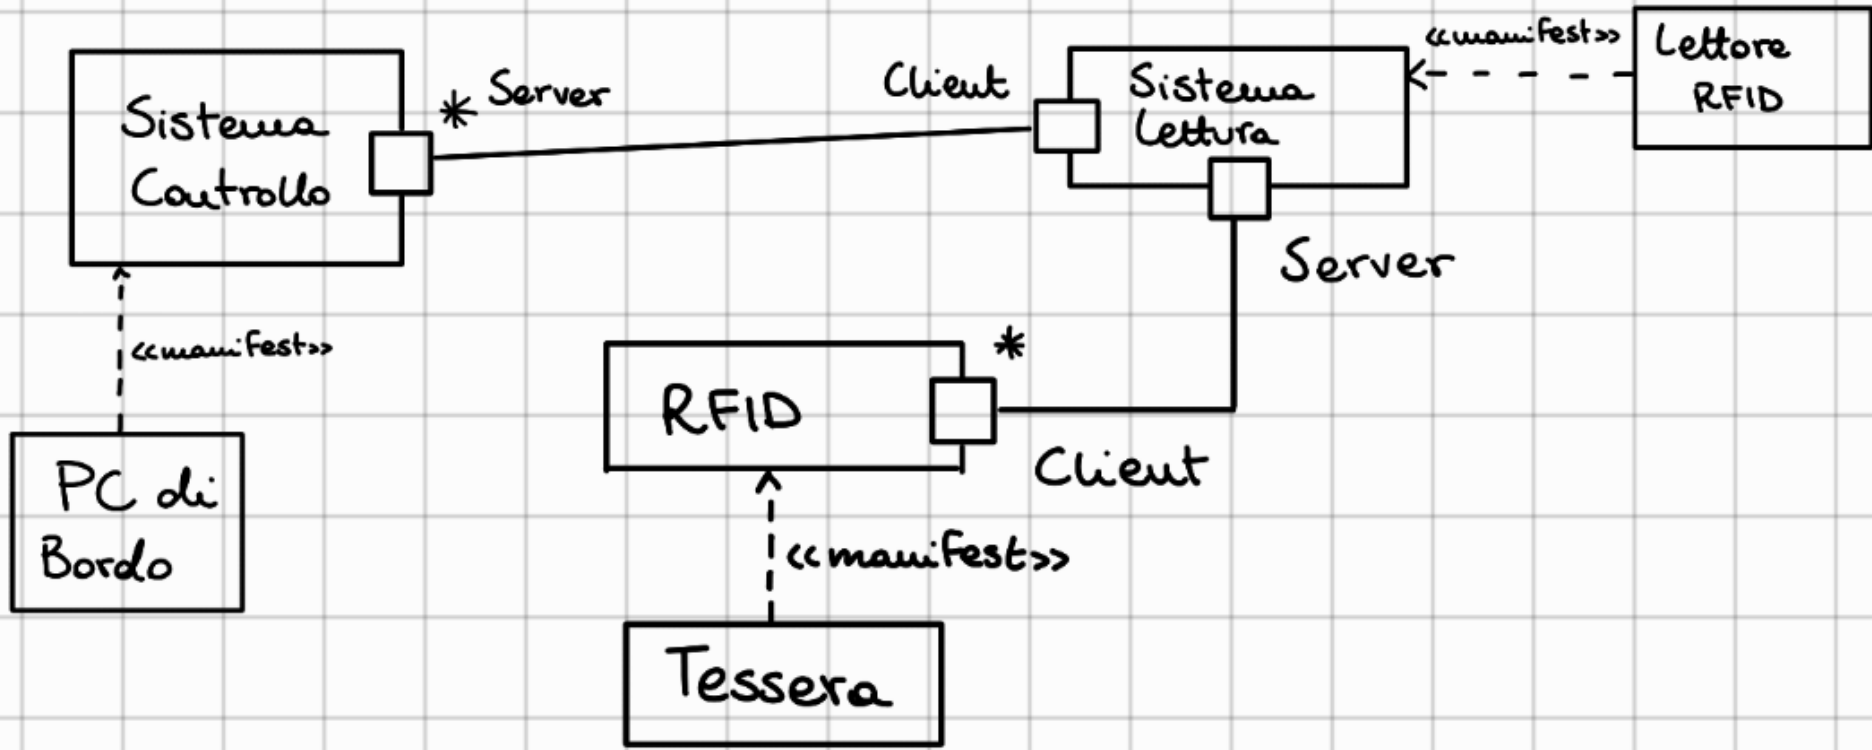 Sistema
Controllo
* Server
Client
Sistema
Lettura
<<manifest>>
Lettore
RFID
Server
<<manifest>>
RFID
*
Client
PC di
Bordo
<<manifest>>
Tessera